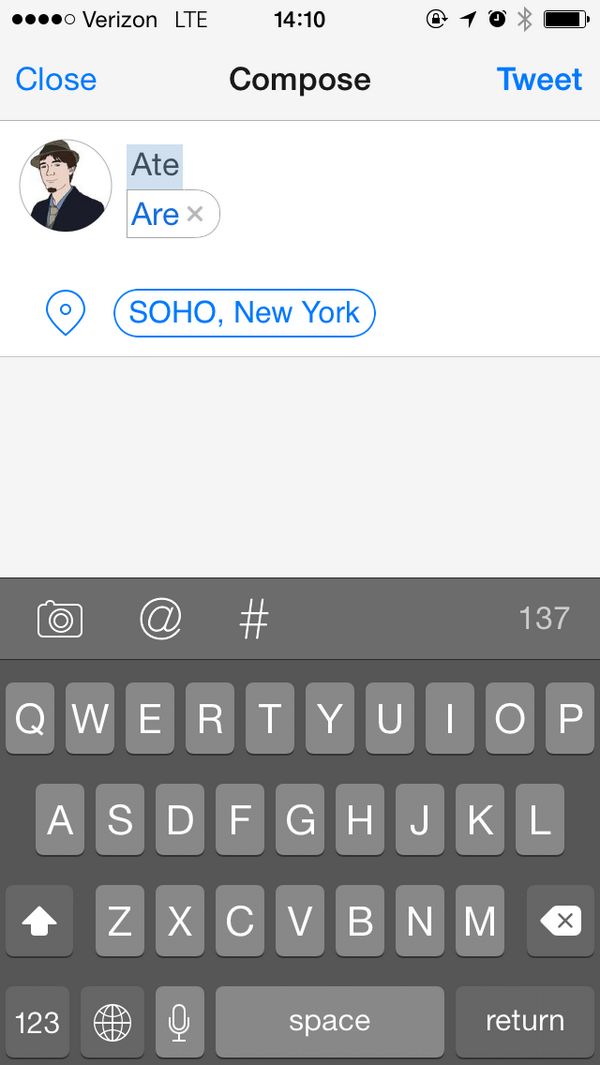 Verizon LTE 14:10
Close Compose Tweet
Ate
Are ×
SOHO, New York
@ # 137
Q W E R T Y U I O P
A S D F G H J K L
Z X C V B N M
123 space return